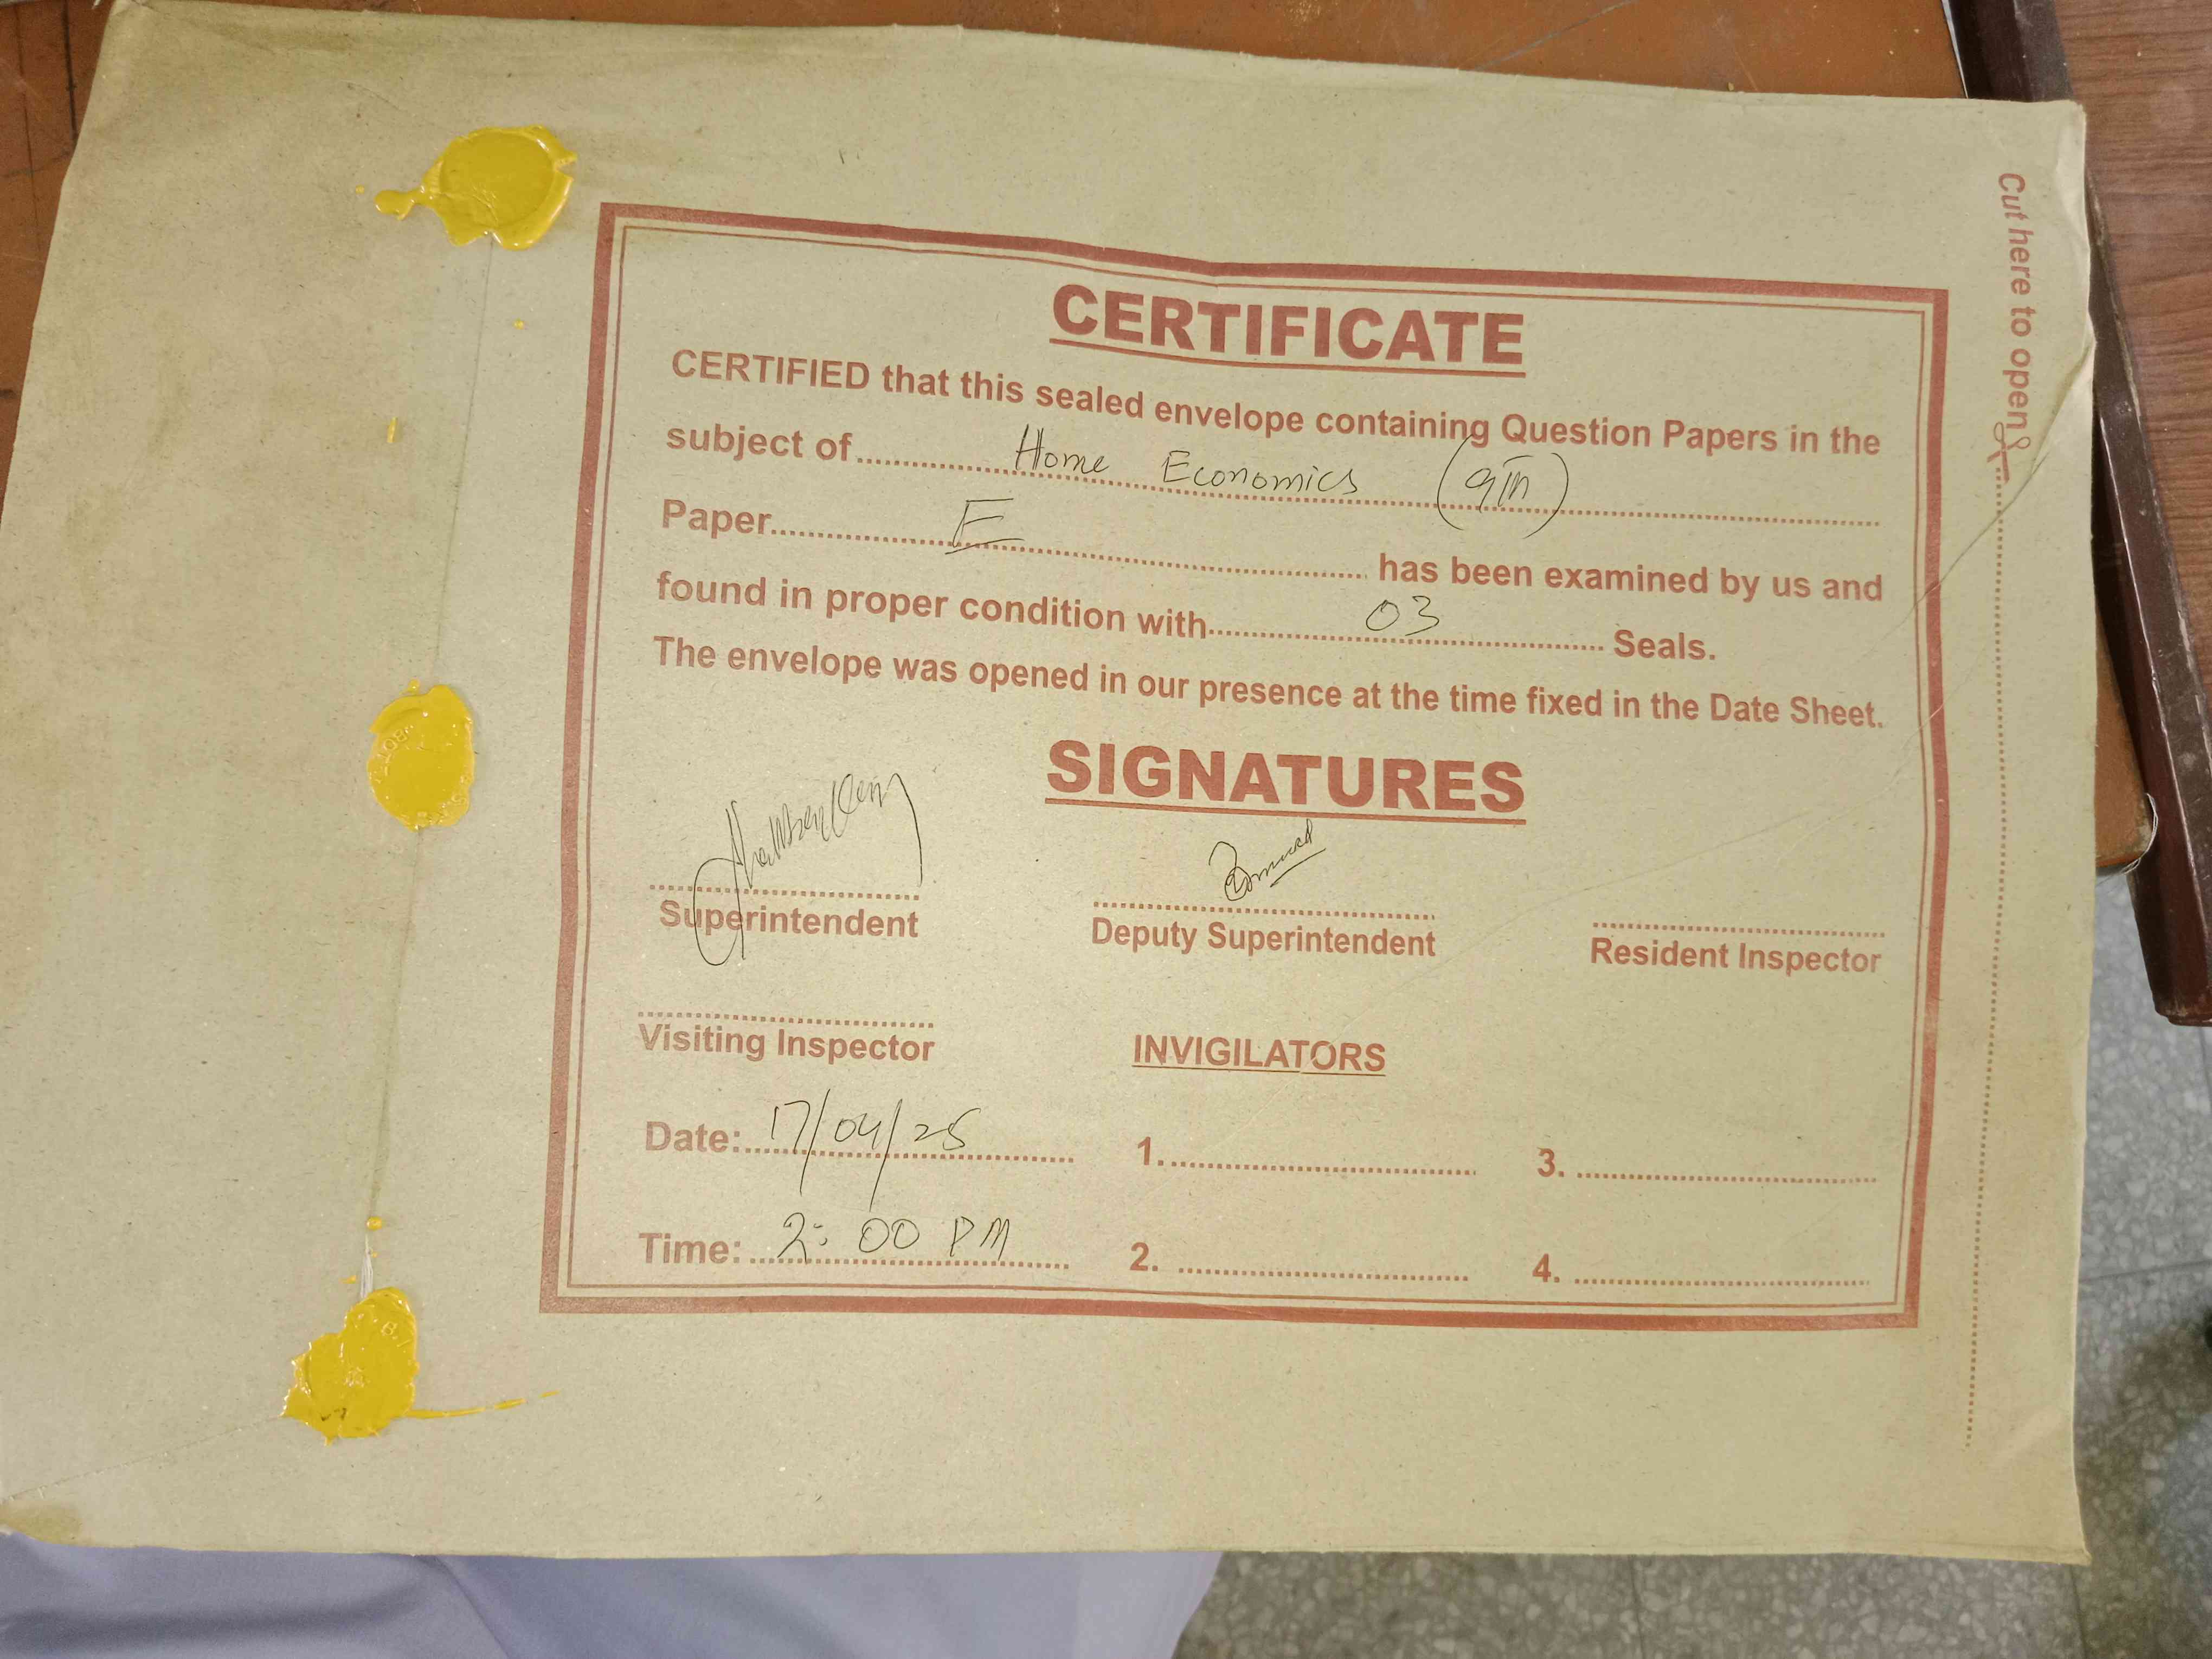 CERTIFICATE
CERTIFIED that this sealed envelope containing Question Papers in the
subject of Home Economics (9th)
Paper E has been examined by us and
found in proper condition with 03 Seals.
The envelope was opened in our presence at the time fixed in the Date Sheet.
SIGNATURES
Superintendent Deputy Superintendent Resident Inspector
Visiting Inspector INVIGILATORS
Date: 17/04/25 1. 3.
Time: 2:00 PM 2. 4.
Cut here to open